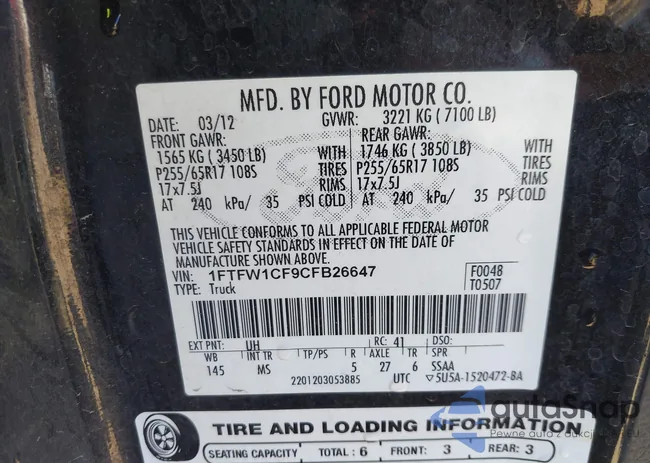 MFD. BY FORD MOTOR CO.
DATE: 03/12 GVWR: 3221 KG ( 7100 LB)
FRONT GAWR: REAR GAWR:
1565 KG ( 3450 LB) WITH 1746 KG ( 3850 LB) WITH
P255/65R17 108S TIRES P255/65R17 108S TIRES
17x7.5J RIMS 17x7.5J RIMS
AT 240 kPa/ 35 PSI COLD AT 240 kPa/ 35 PSI COLD
THIS VEHICLE CONFORMS TO ALL APPLICABLE FEDERAL MOTOR
VEHICLE SAFETY STANDARDS IN EFFECT ON THE DATE OF
MANUFACTURE SHOWN ABOVE.
VIN: 1FTFW1CF9CFB26647 F0048
TYPE: Truck T0507
EXT PNT: UH RC: 41 DSO:
WB INT TR TP/PS R AXLE TR SPR
145 MS 5 27 6 SSAA
2201203053885 UTC ▽5U5A-1520472-BA
autoSnap
Pewne auto z aukcji
TIRE AND LOADING INFORMATION
SEATING CAPACITY TOTAL : 6 FRONT: 3 REAR: 3